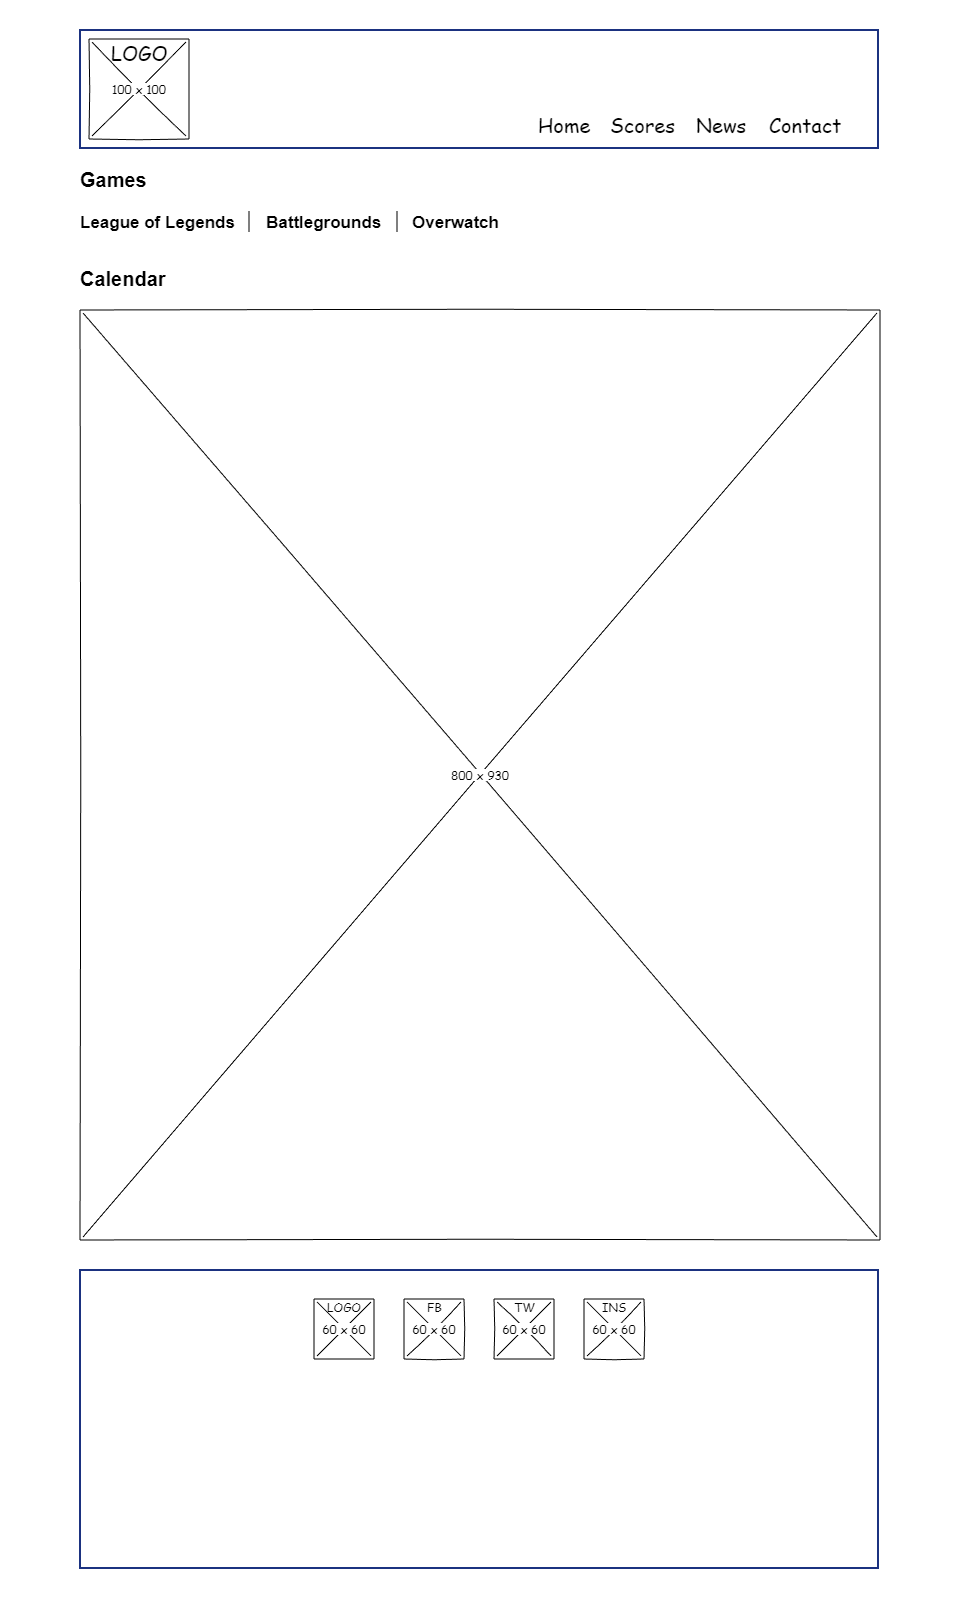 LOGO
100 x 100
Home Scores News Contact
Games
League of Legends Battlegrounds Overwatch
Calendar
800 x 930
LOGO FB TW INS
60 x 60 60 x 60 60 x 60 60 x 60